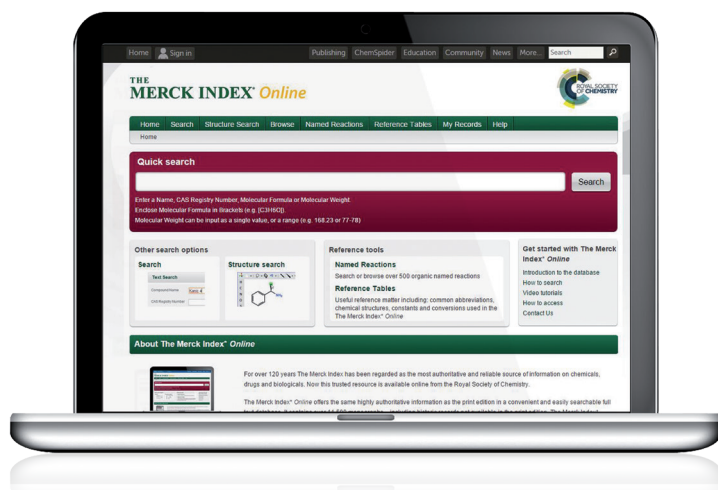 Home Sign in Publishing ChemSpider Education Community News More... Search
THE
MERCK INDEX* Online
ROYAL SOCIETY
OF CHEMISTRY
Home Search Structure Search Browse Named Reactions Reference Tables My Records Help
Home
Quick search
Search
Enter a Name, CAS Registry Number, Molecular Formula or Molecular Weight.
Enclose Molecular Formula in Brackets (e.g. [C3H6O]).
Molecular Weight can be input as a single value, or a range (e.g. 168.23 or 77-78)
Other search options
Search
Text Search
Structure search
Reference tools
Named Reactions
Search or browse over 500 organic named reactions
Reference Tables
Useful reference matter including; common abbreviations,
chemical structures, constants and conversions used in the
The Merck Index* Online
Get started with The Merck
Index* Online
Introduction to the database
How to search
Video tutorials
How to access
Contact Us
About The Merck Index* Online
For over 120 years The Merck Index has been regarded as the most authoritative and reliable source of information on chemicals,
drugs and biologicals. Now this trusted resource is available online from the Royal Society of Chemistry.
The Merck Index* Online offers the same highly authoritative information as the print edition in a convenient and easily searchable full